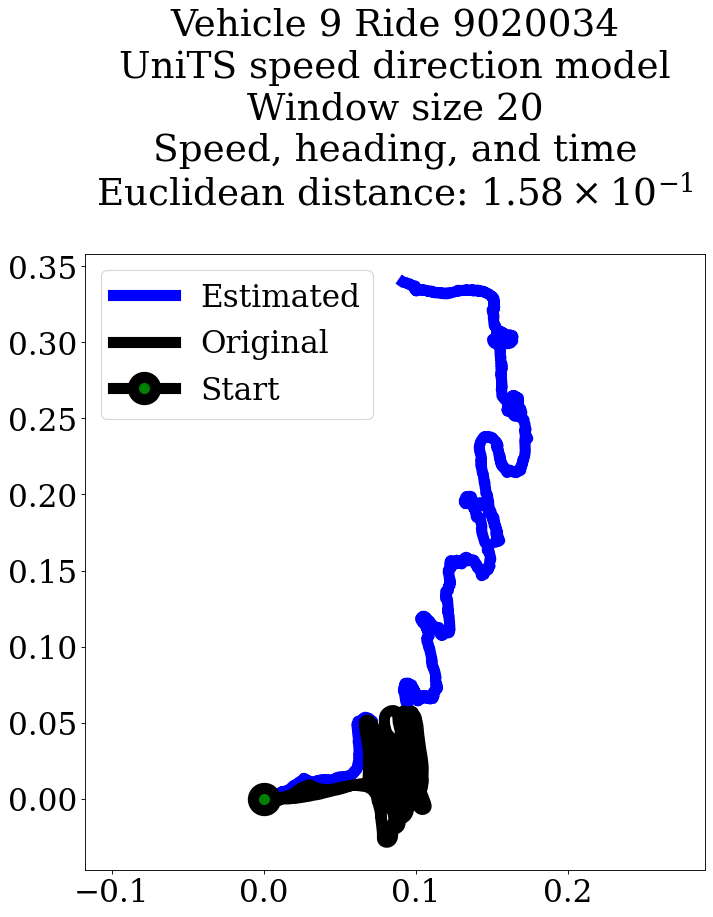 Vehicle 9 Ride 9020034
UniTS speed direction model
Window size 20
Speed, heading, and time
Euclidean distance: 1.58 × 10⁻¹
0.35
0.30
0.25
0.20
0.15
0.10
0.05
0.00
Estimated
Original
Start
−0.1
0.0
0.1
0.2